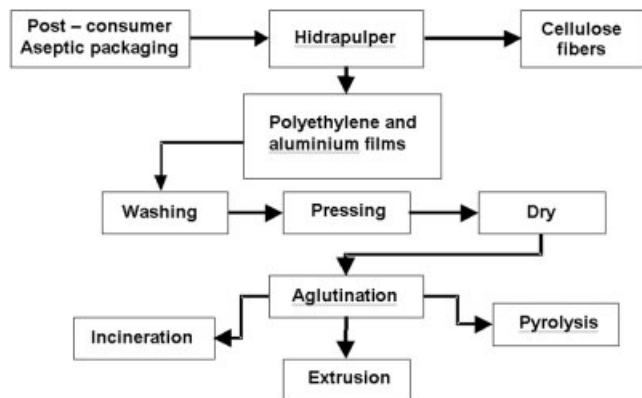 Post – consumer
Aseptic packaging
Hidrapulper
Cellulose
fibers
Polyethylene and
aluminium films
Washing
Pressing
Dry
Aglutination
Incineration
Pyrolysis
Extrusion